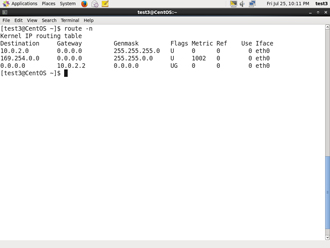 Applications Places System Fri Jul 25, 10:11 PM test3
test3@CentOS:~
File Edit View Search Terminal Help
[test3@CentOS ~]$ route -n
Kernel IP routing table
Destination Gateway Genmask Flags Metric Ref Use Iface
10.0.2.0 0.0.0.0 255.255.255.0 U 0 0 0 eth0
169.254.0.0 0.0.0.0 255.255.0.0 U 1002 0 0 eth0
0.0.0.0 10.0.2.2 0.0.0.0 UG 0 0 0 eth0
[test3@CentOS ~]$